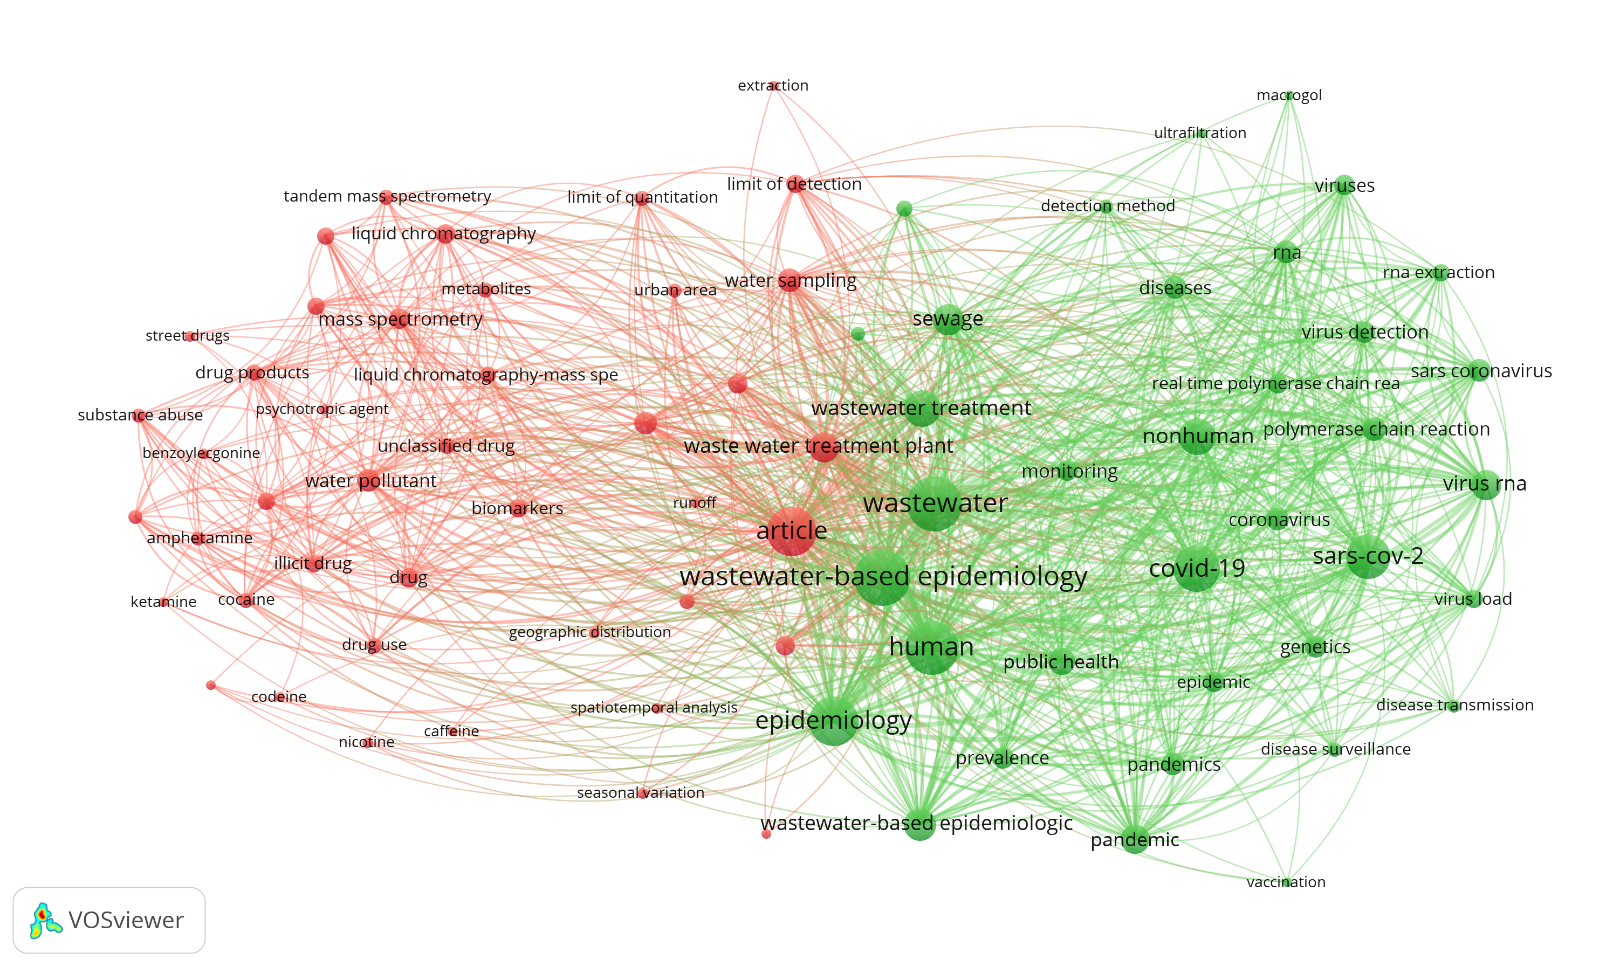 extraction
macrogol
ultrafiltration
limit of detection
viruses
tandem mass spectrometry
limit of quantitation
detection method
liquid chromatography
rna
rna extraction
water sampling
metabolites
urban area
diseases
mass spectrometry
sewage
street drugs
virus detection
drug products
liquid chromatography-mass spe
sars coronavirus
real time polymerase chain rea
psychotropic agent
wastewater treatment
substance abuse
polymerase chain reaction
nonhuman
unclassified drug
waste water treatment plant
benzoylecgonine
monitoring
water pollutant
virus rna
runoff
wastewater
biomarkers
coronavirus
article
amphetamine
sars-cov-2
illicit drug
covid-19
drug
wastewater-based epidemiology
ketamine
cocaine
virus load
geographic distribution
drug use
human
genetics
public health
epidemic
codeine
spatiotemporal analysis
disease transmission
epidemiology
caffeine
nicotine
disease surveillance
prevalence
pandemics
seasonal variation
wastewater-based epidemiologic
pandemic
vaccination
VOSviewer